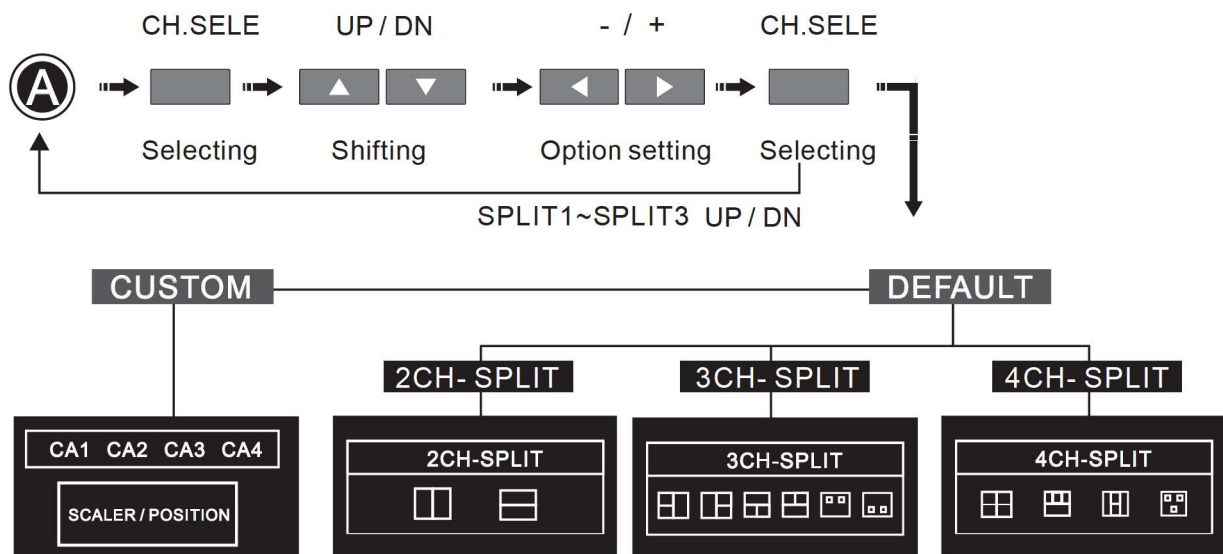 CH.SELE UP / DN - / + CH.SELE
A
Selecting Shifting Option setting Selecting
SPLIT1~SPLIT3 UP / DN
CUSTOM DEFAULT
2CH- SPLIT 3CH- SPLIT 4CH- SPLIT
CA1 CA2 CA3 CA4
2CH-SPLIT 3CH-SPLIT 4CH-SPLIT
SCALER / POSITION